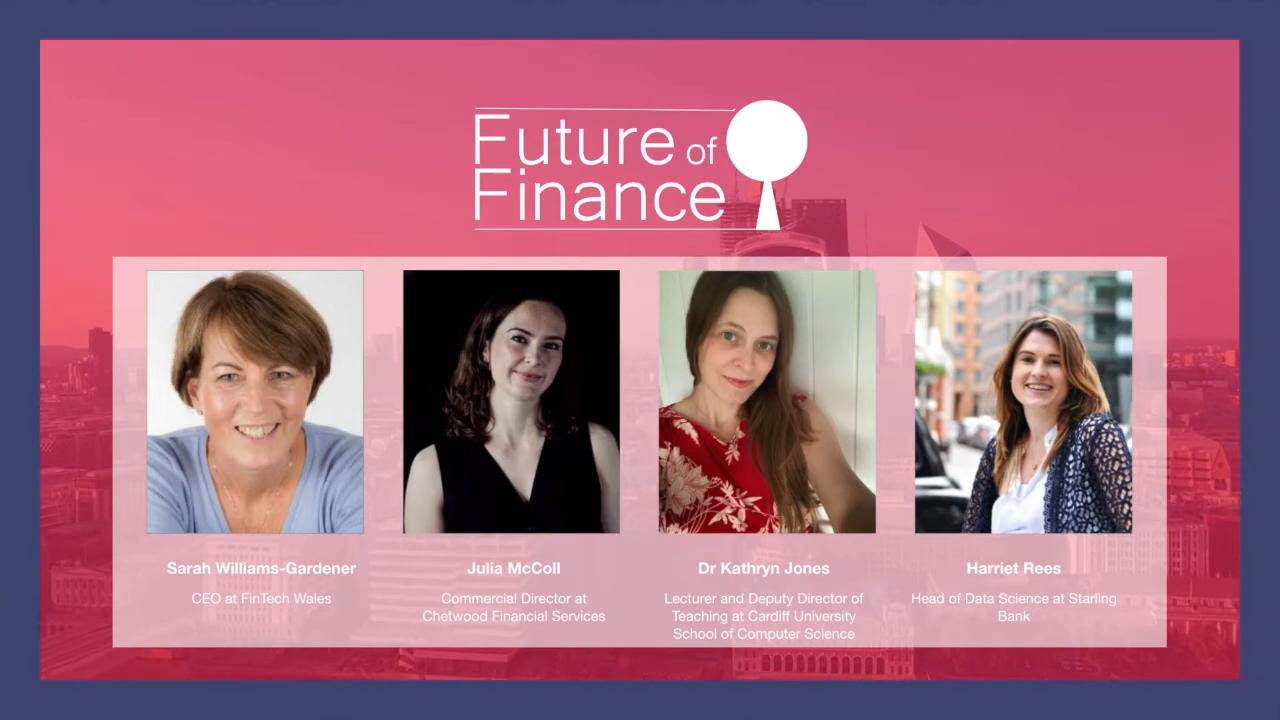 Future of
Finance
Sarah Williams-Gardener
CEO at FinTech Wales
Julia McColl
Commercial Director at
Chetwood Financial Services
Dr Kathryn Jones
Lecturer and Deputy Director of
Teaching at Cardiff University
School of Computer Science
Harriet Rees
Head of Data Science at Starling
Bank